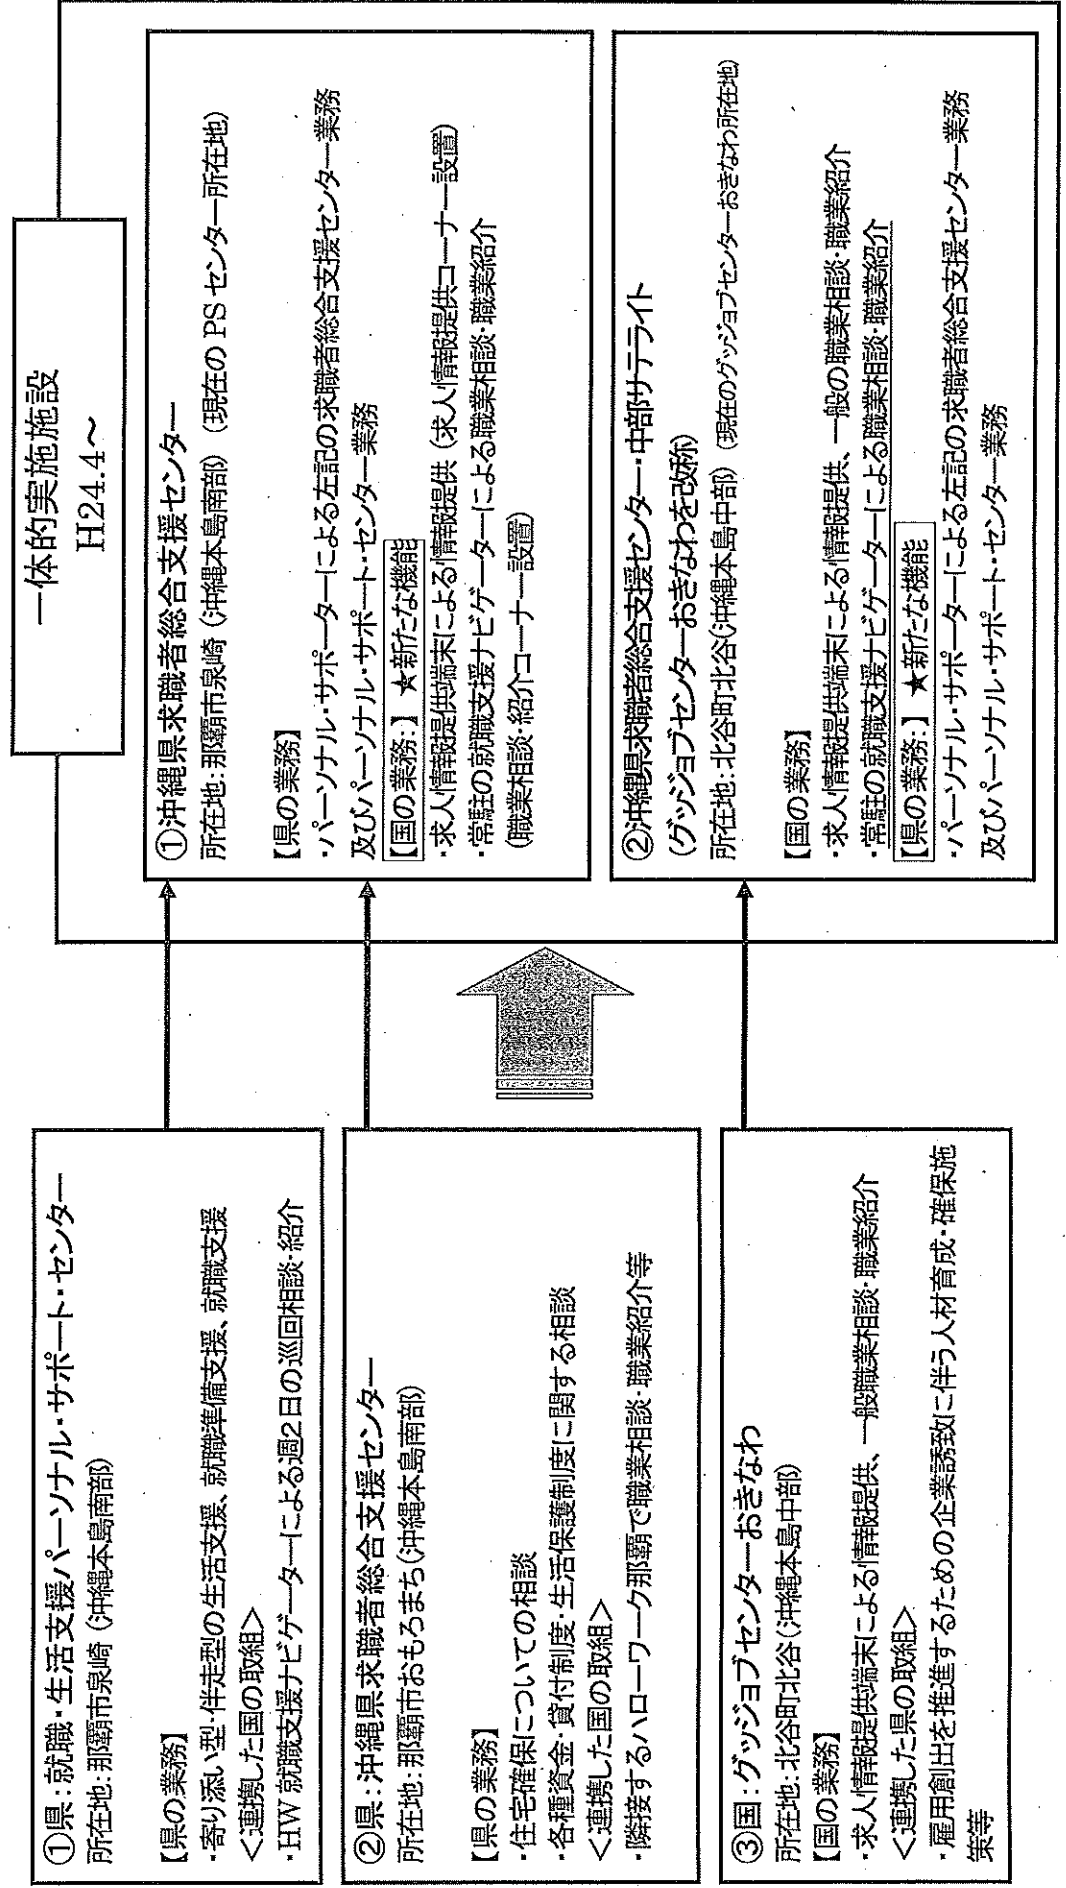 ①県：就職・生活支援パーソナル・サポート・センター
所在地：那覇市泉崎（沖縄本島南部）
【県の業務】
・寄り添い型・伴走型の生活支援、就職準備支援、就職支援
＜連携した国の取組＞
・HW就職支援ナビゲーターによる週2日の巡回相談・紹介
②県：沖縄県求職者総合支援センター
所在地：那覇市おもろまち（沖縄本島南部）
【県の業務】
・住宅確保についての相談
・各種資金・貸付制度・生活保護制度に関する相談
＜連携した国の取組＞
・隣接するハローワーク那覇で職業相談・職業紹介等
③国：グッジョブセンターおきなわ
所在地：北谷町北谷（沖縄本島中部）
【国の業務】
・求人情報提供端末による情報提供、一般職業相談・職業紹介
＜連携した県の取組＞
・雇用創出を推進するための企業誘致に伴う人材育成・確保施
策等
一体的実施施設
H24.4～
①沖縄県求職者総合支援センター
所在地：那覇市泉崎（沖縄本島南部）（現在のPSセンター所在地）
【県の業務】
・パーソナル・サポーターによる左記の求職者総合支援センター業務
及びパーソナル・サポート・センター業務
【国の業務：】★新たな機能
・求人情報提供端末による情報提供（求人情報提供コーナー設置）
・常駐の就職支援ナビゲーターによる職業相談・職業紹介
（職業相談・紹介コーナー設置）
②沖縄県求職者総合支援センター・中部サテライト
（グッジョブセンターおきなわを改称）
所在地：北谷町北谷（沖縄本島中部）（現在のグッジョブセンターおきなわ所在地）
【国の業務】
・求人情報提供端末による情報提供、一般の職業相談・職業紹介
・常駐の就職支援ナビゲーターによる職業相談・職業紹介
【県の業務：】★新たな機能
・パーソナル・サポーターによる左記の求職者総合支援センター業務
及びパーソナル・サポート・センター業務